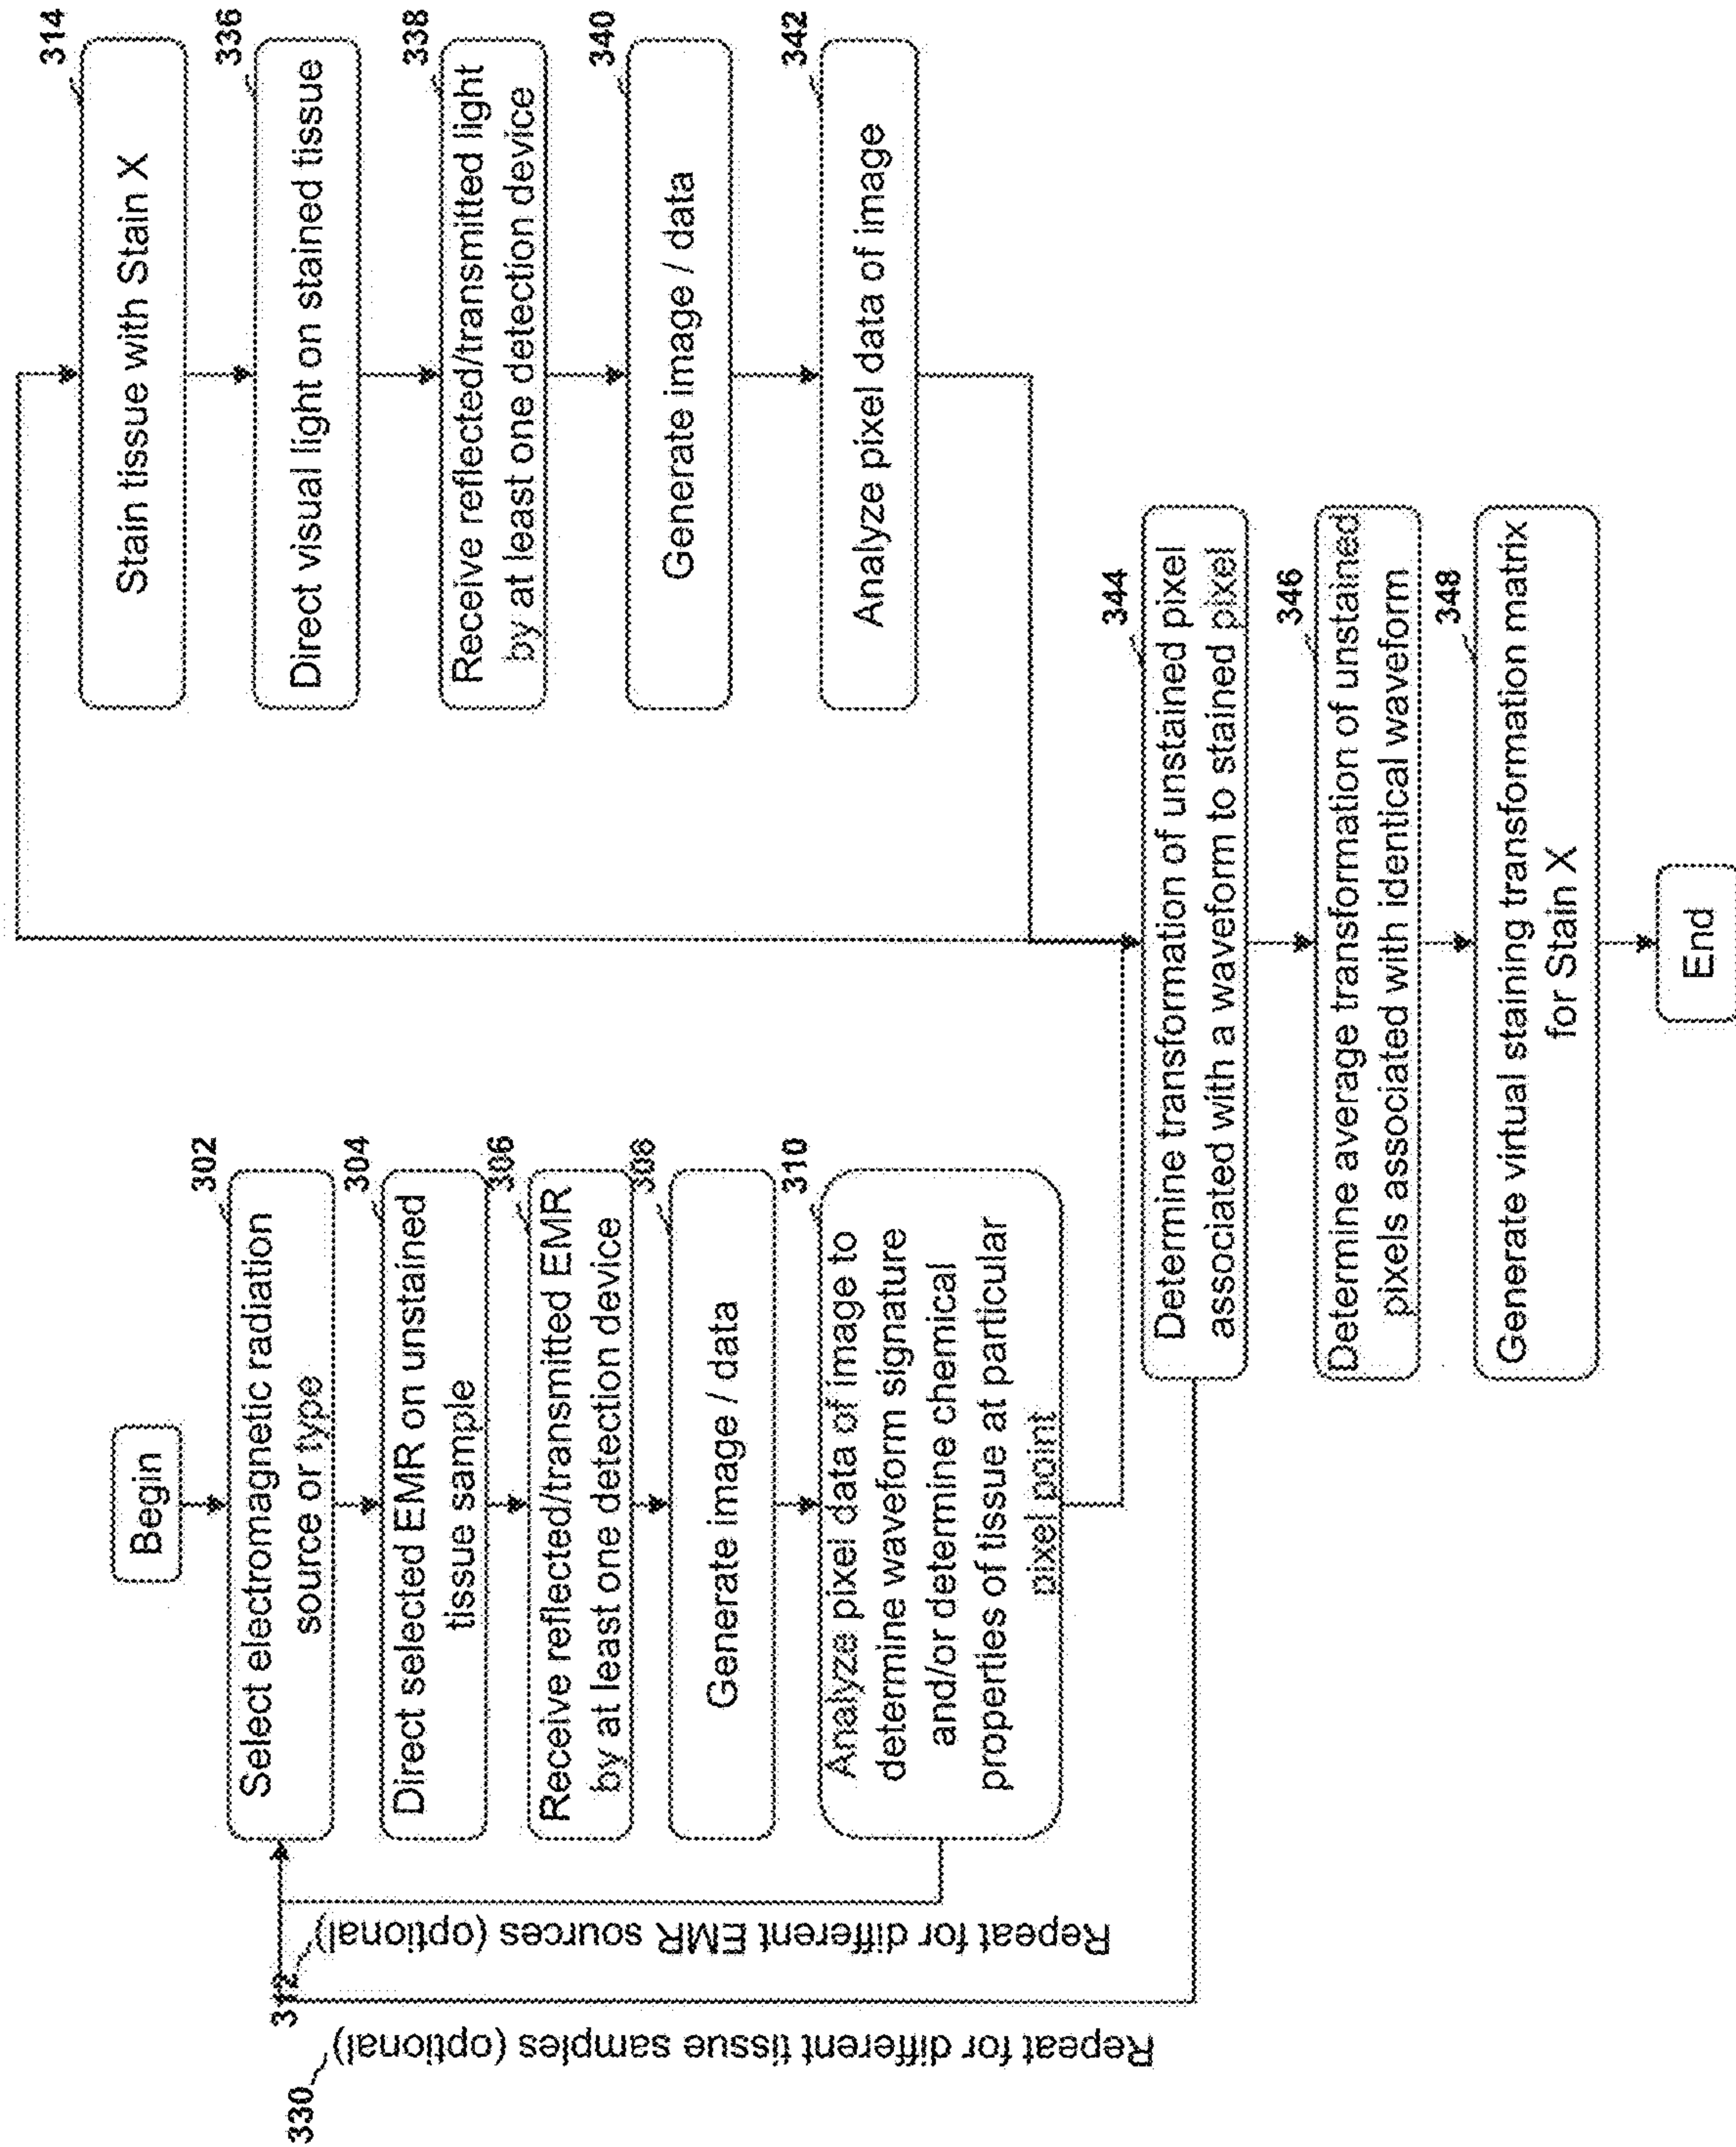 Begin
302
Select electromagnetic radiation
source or type
304
Direct selected EMR on unstained
tissue sample
306
Receive reflected/transmitted EMR
by at least one detection device
308
Generate image / data
310
Analyze pixel data of image to
determine waveform signature
and/or determine chemical
properties of tissue at particular
pixel point
312
Repeat for different EMR sources (optional)
330
Repeat for different tissue samples (optional)
314
Stain tissue with Stain X
336
Direct visual light on stained tissue
338
Receive reflected/transmitted light
by at least one detection device
340
Generate image / data
342
Analyze pixel data of image
344
Determine transformation of unstained pixel
associated with a waveform to stained pixel
346
Determine average transformation of unstained
pixels associated with identical waveform
348
Generate virtual staining transformation matrix
for Stain X
End